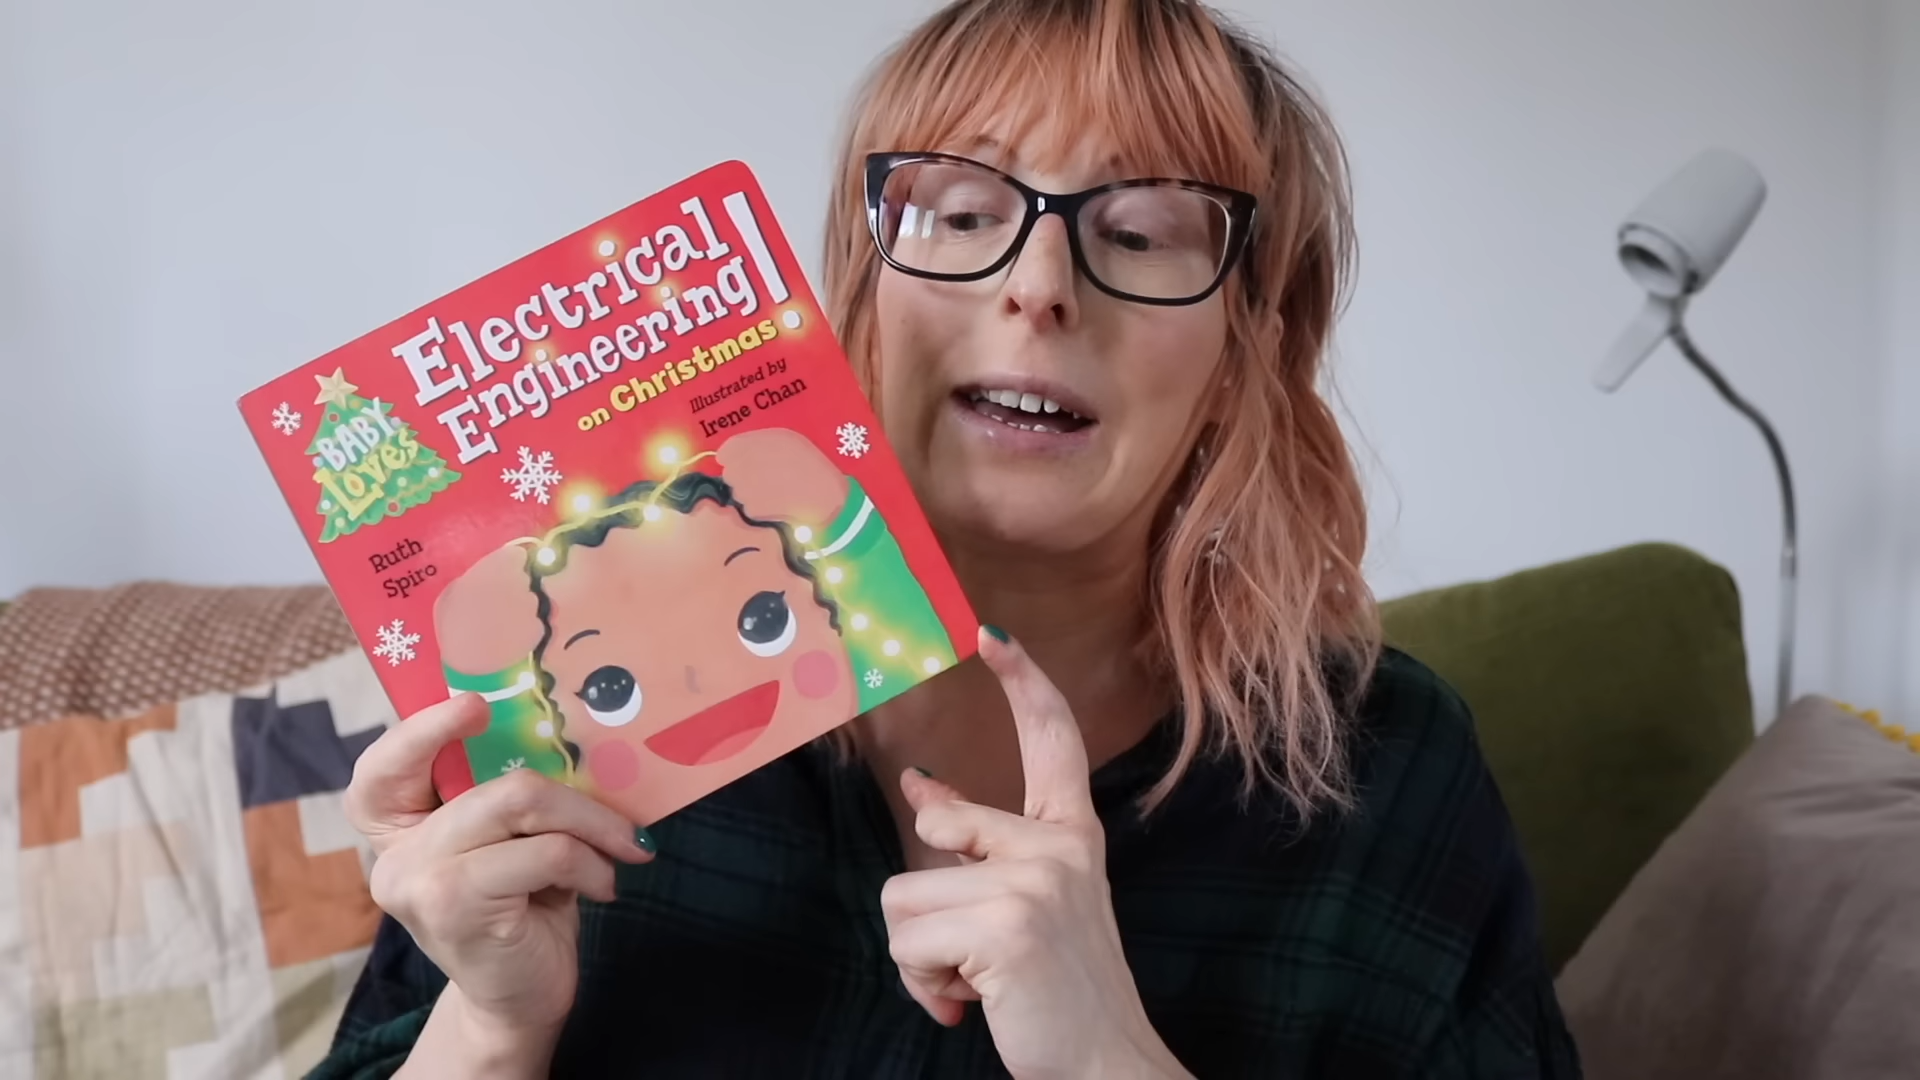 Electrical
Engineering!
on Christmas
Illustrated by
Irene Chan
BABY
Loves
Ruth
Spiro